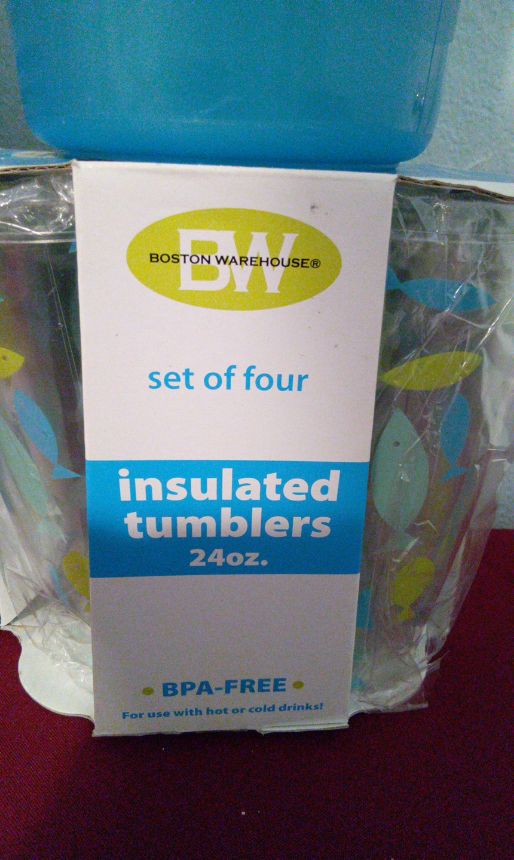 BW
BOSTON WAREHOUSE®
set of four
insulated
tumblers
24oz.
• BPA-FREE •
For use with hot or cold drinks!